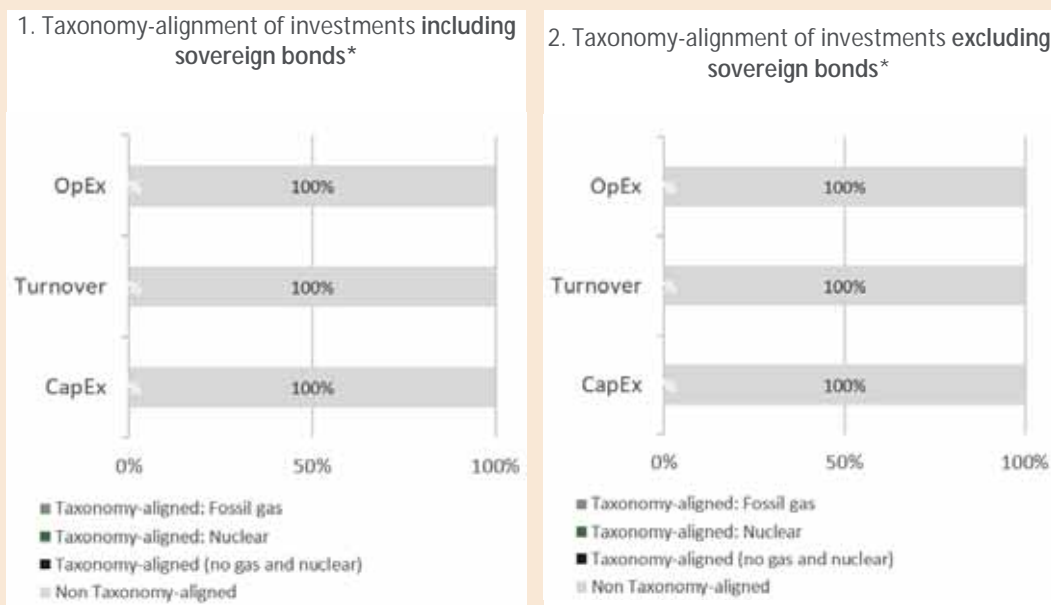 1. Taxonomy-alignment of investments including
sovereign bonds*
OpEx
100%
Turnover
100%
CapEx
100%
0%
50%
100%
Taxonomy-aligned: Fossil gas
Taxonomy-aligned: Nuclear
Taxonomy-aligned (no gas and nuclear)
Non Taxonomy-aligned
2. Taxonomy-alignment of investments excluding
sovereign bonds*
OpEx
100%
Turnover
100%
CapEx
100%
0%
50%
100%
Taxonomy-aligned: Fossil gas
Taxonomy-aligned: Nuclear
Taxonomy-aligned (no gas and nuclear)
Non Taxonomy-aligned